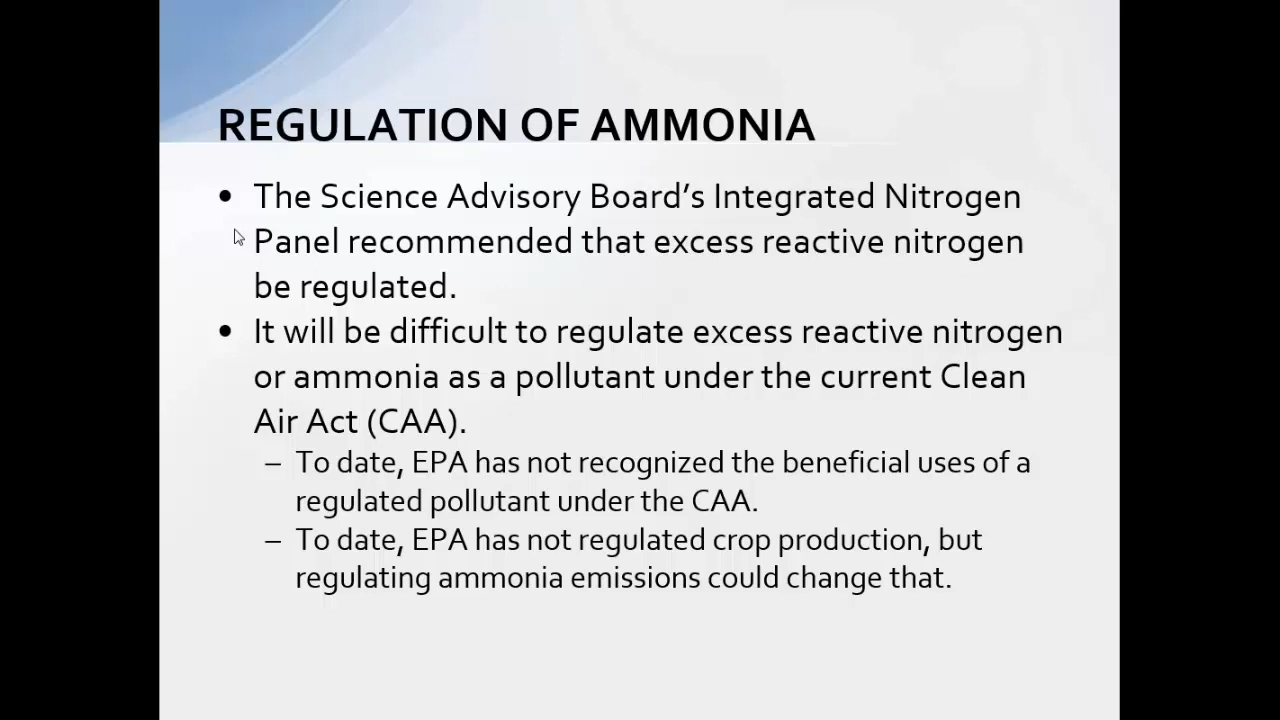 REGULATION OF AMMONIA
• The Science Advisory Board’s Integrated Nitrogen
Panel recommended that excess reactive nitrogen
be regulated.
• It will be difficult to regulate excess reactive nitrogen
or ammonia as a pollutant under the current Clean
Air Act (CAA).
– To date, EPA has not recognized the beneficial uses of a
regulated pollutant under the CAA.
– To date, EPA has not regulated crop production, but
regulating ammonia emissions could change that.